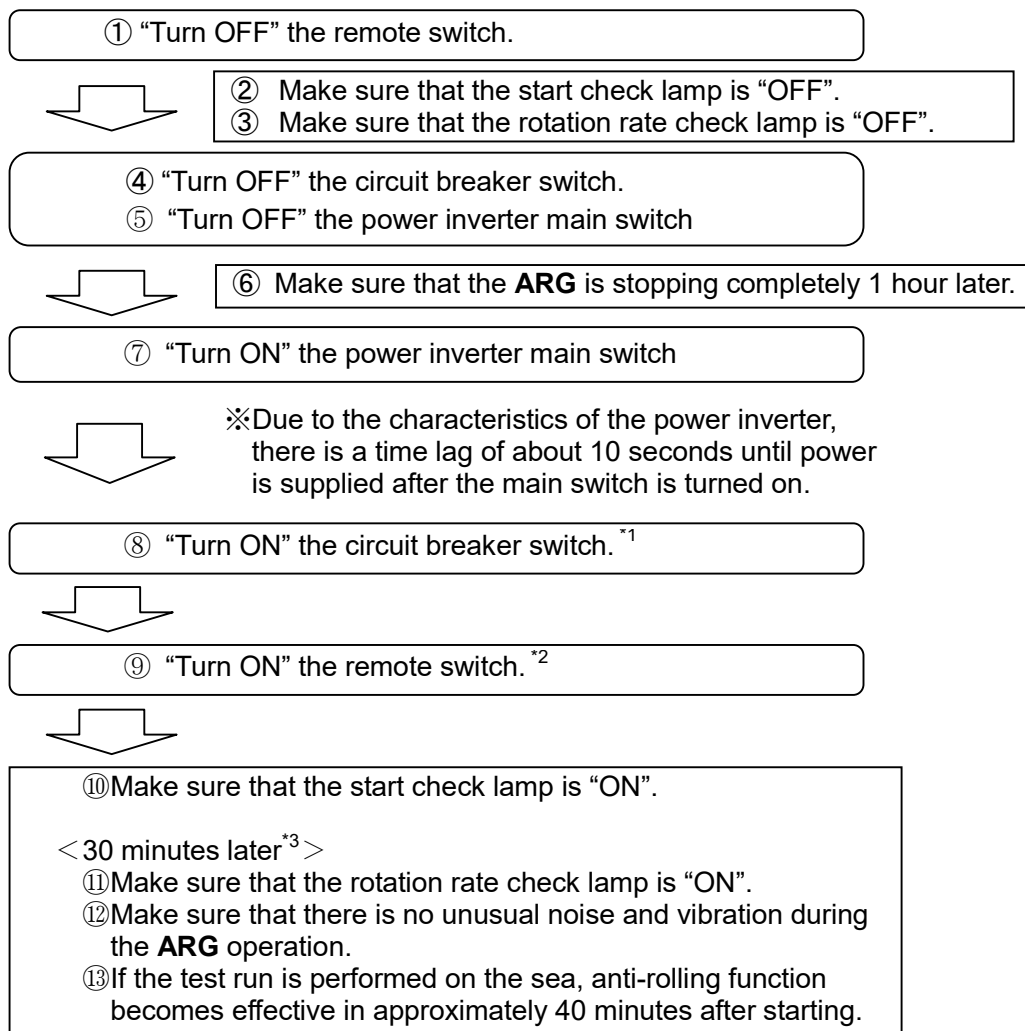 ① “Turn OFF” the remote switch.
② Make sure that the start check lamp is “OFF”.
③ Make sure that the rotation rate check lamp is “OFF”.
④ “Turn OFF” the circuit breaker switch.
⑤ “Turn OFF” the power inverter main switch
⑥ Make sure that the ARG is stopping completely 1 hour later.
⑦ “Turn ON” the power inverter main switch
※Due to the characteristics of the power inverter,
there is a time lag of about 10 seconds until power
is supplied after the main switch is turned on.
⑧ “Turn ON” the circuit breaker switch. *1
⑨ “Turn ON” the remote switch. *2
⑩Make sure that the start check lamp is “ON”.
＜30 minutes later*3＞
⑪Make sure that the rotation rate check lamp is “ON”.
⑫Make sure that there is no unusual noise and vibration during
the ARG operation.
⑬If the test run is performed on the sea, anti-rolling function
becomes effective in approximately 40 minutes after starting.